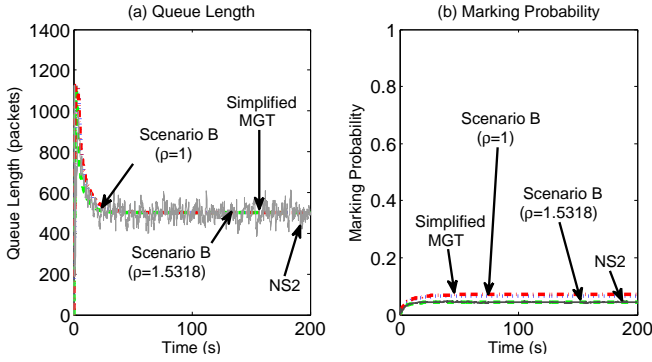 (a) Queue Length
Queue Length (packets)
1400
1200
1000
800
600
400
200
0
0
100
200
Time (s)
Scenario B
(ρ=1)
Simplified
MGT
Scenario B
(ρ=1.5318)
NS2
(b) Marking Probability
Marking Probability
1
0.8
0.6
0.4
0.2
0
0
100
200
Time (s)
Scenario B
(ρ=1)
Scenario B
(ρ=1.5318)
Simplified
MGT
NS2